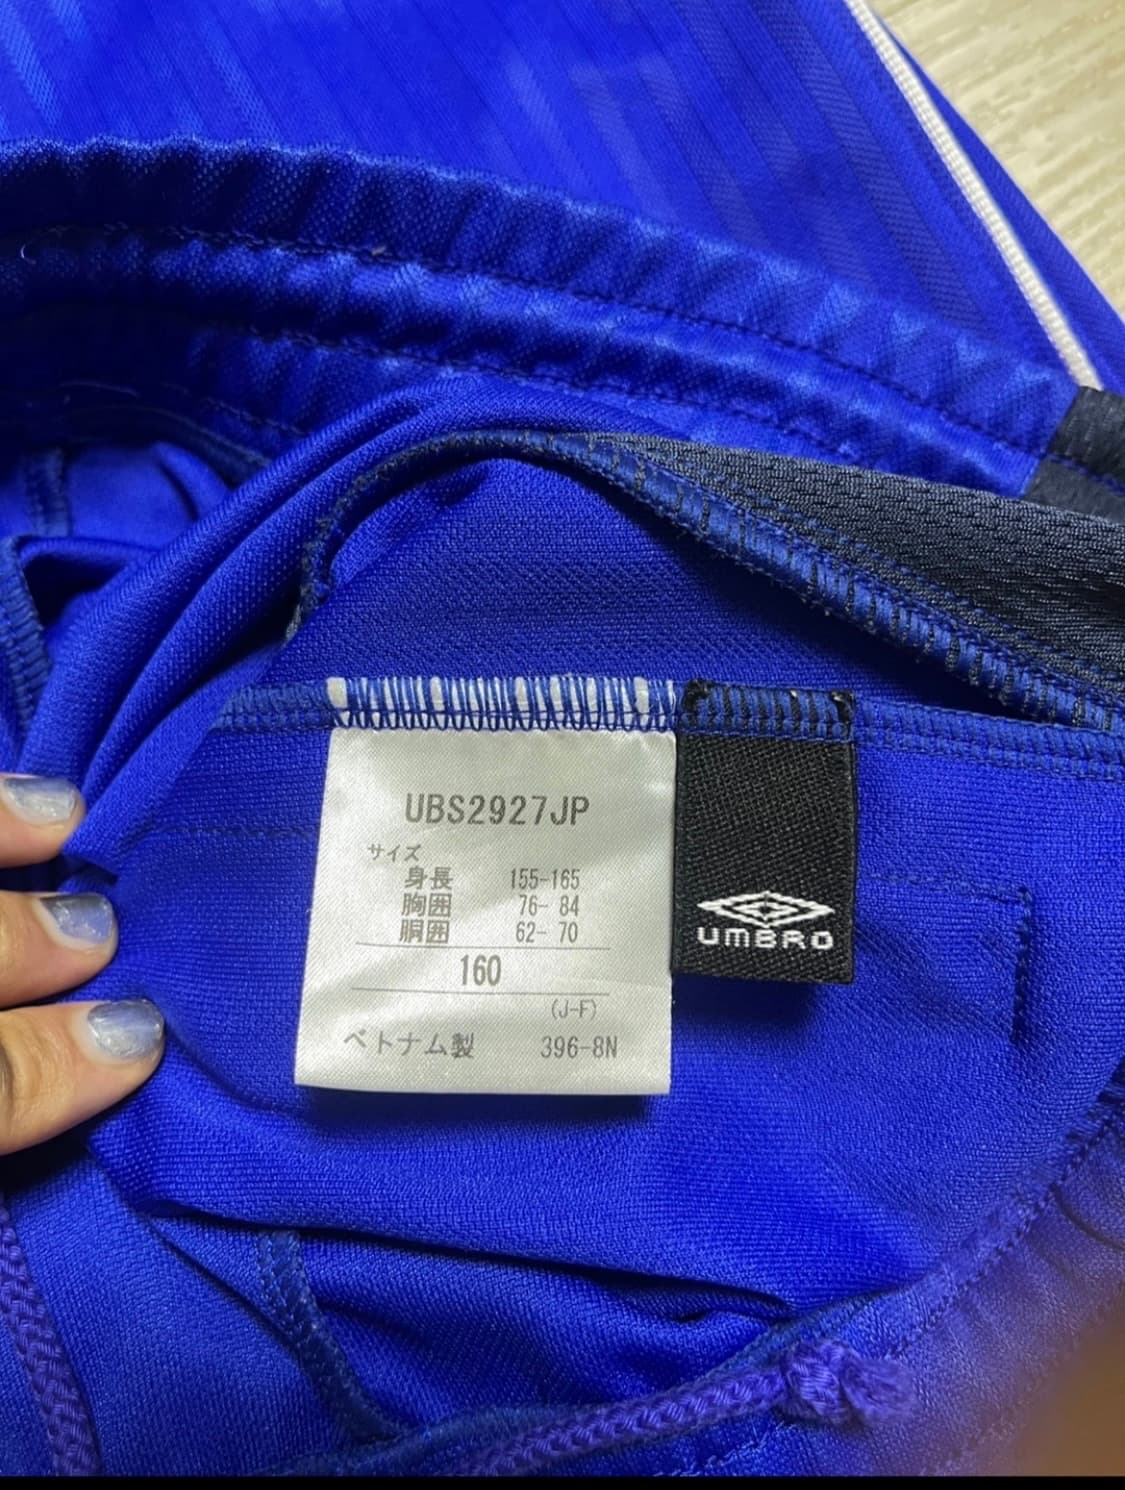 UBS2927JP
サイズ
身長 155-165
胸囲 76- 84
胴囲 62- 70
160
(J-F)
ベトナム製 396-8N
UMBRO